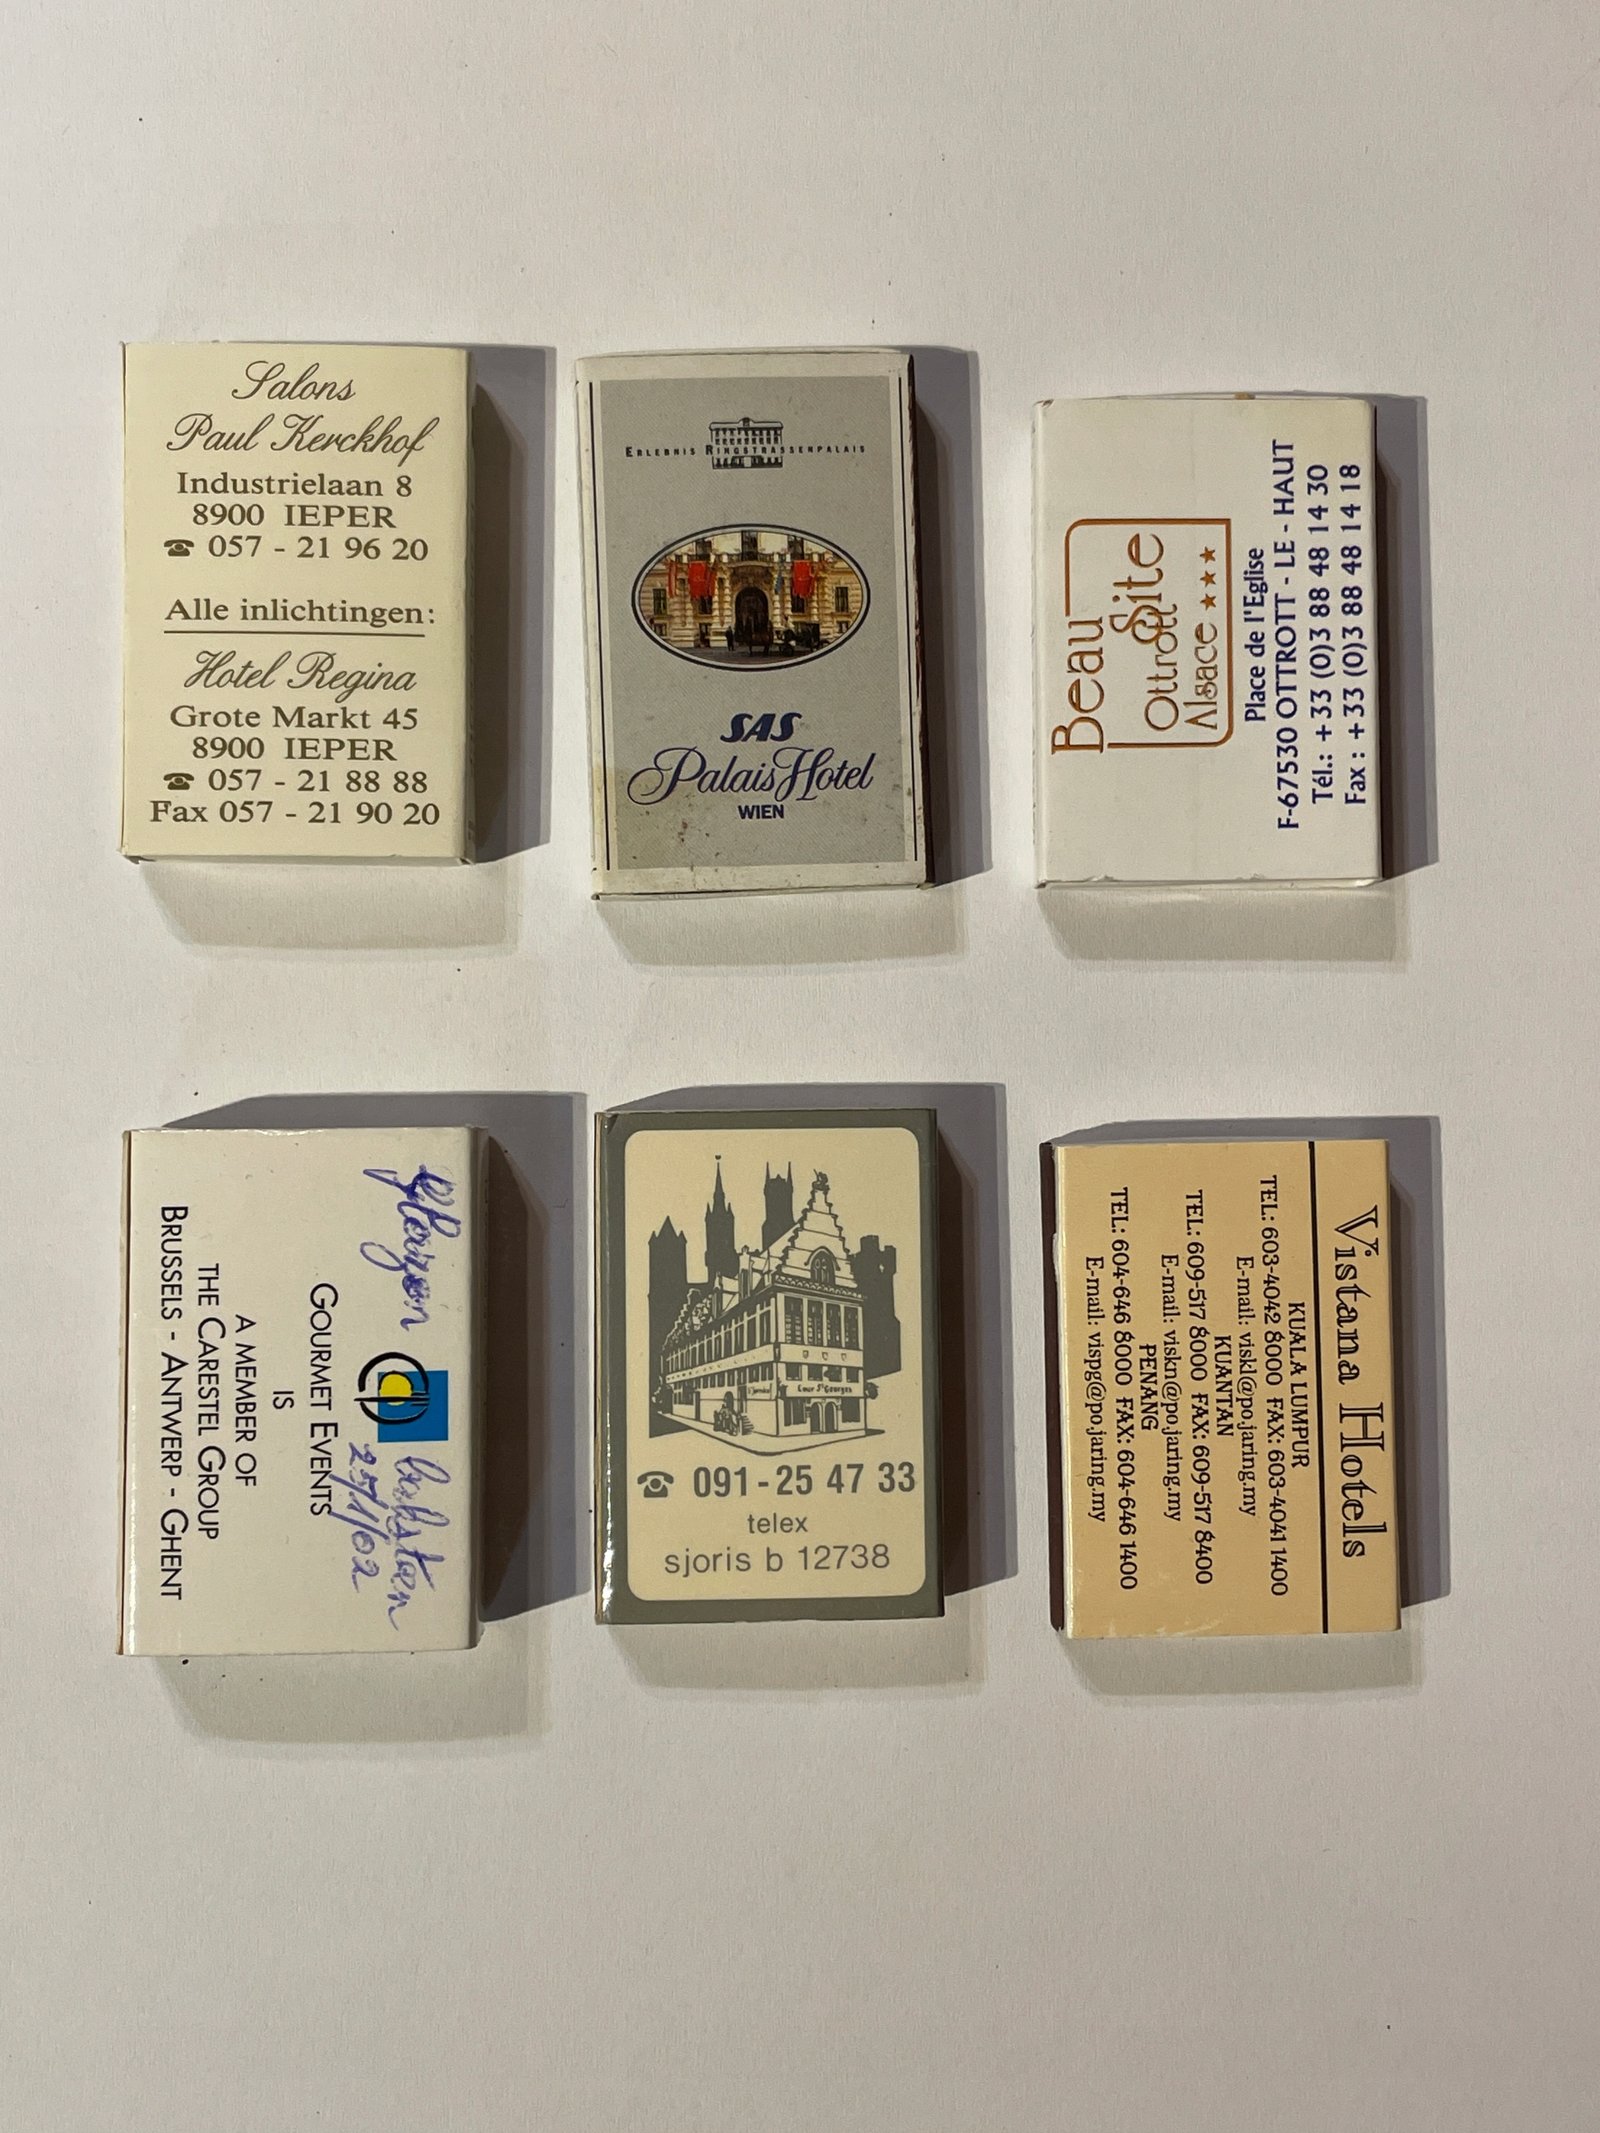 Salons
Paul Kerckhof
Industrielaan 8
8900 IEPER
☎ 057 - 21 96 20
Alle inlichtingen:
Hotel Regina
Grote Markt 45
8900 IEPER
☎ 057 - 21 88 88
Fax 057 - 21 90 20
ERLEBNIS RINGSTRASSENPALAIS
SAS
Palais Hotel
WIEN
Beau
Site
Ottrott
Alsace ★★★
Place de l'Eglise
F-67530 OTTROTT - LE - HAUT
Tél.: +33 (0)3 88 48 14 30
Fax : +33 (0)3 88 48 14 18
25/1/02
GOURMET EVENTS
IS
A MEMBER OF
THE CARESTEL GROUP
BRUSSELS - ANTWERP - GHENT
Cour St Georges
☎ 091-25 47 33
telex
sjoris b 12738
Vistana Hotels
KUALA LUMPUR
TEL: 603-4042 8000 FAX: 603-4041 1400
E-mail: viskl@po.jaring.my
KUANTAN
TEL: 609-517 8000 FAX: 609-517 8400
E-mail: viskn@po.jaring.my
PENANG
TEL: 604-646 8000 FAX: 604-646 1400
E-mail: vispg@po.jaring.my